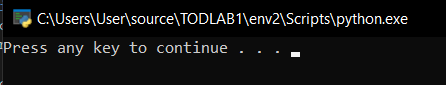 C:\Users\User\source\TODLAB1\env2\Scripts\python.exe
Press any key to continue . . .